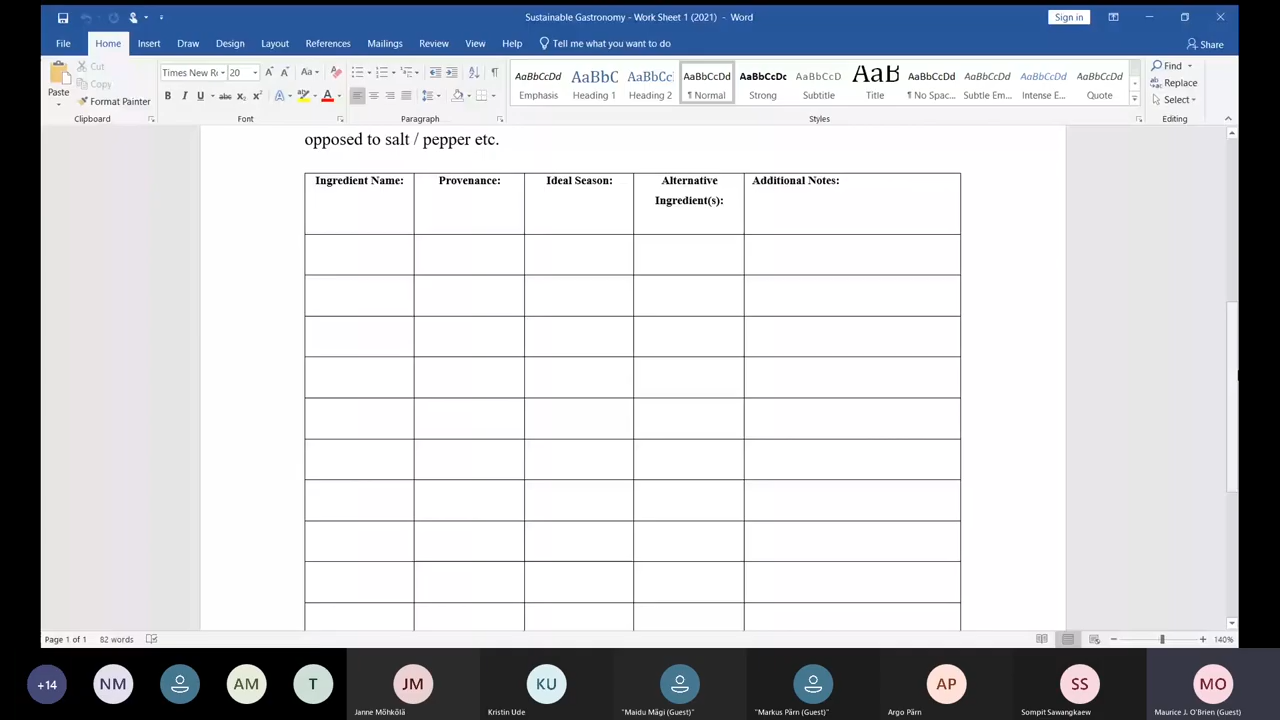 Sustainable Gastronomy - Work Sheet 1 (2021) - Word
Sign in
File Home Insert Draw Design Layout References Mailings Review View Help Tell me what you want to do
Share
Paste
Cut
Copy
Format Painter
Clipboard
Times New R 20
Font
Paragraph
AaBbCcDd Emphasis
AaBbC Heading 1
AaBbCc Heading 2
AaBbCcDd ¶ Normal
AaBbCcDc Strong
AaBbCcD Subtitle
AaB Title
AaBbCcDd ¶ No Spac...
AaBbCcDd Subtle Em...
AaBbCcDd Intense E...
AaBbCcDd Quote
Styles
Find
Replace
Select
Editing
opposed to salt / pepper etc.
Ingredient Name: Provenance: Ideal Season: Alternative Ingredient(s): Additional Notes:
Page 1 of 1 82 words
140%
+14 NM AM T JM KU AP SS MO
Janne Möhkölä Kristin Ude "Maidu Mägi (Guest)" "Markus Pärn (Guest)" Argo Pärn Sompit Sawangkaew Maurice J. O'Brien (Guest)